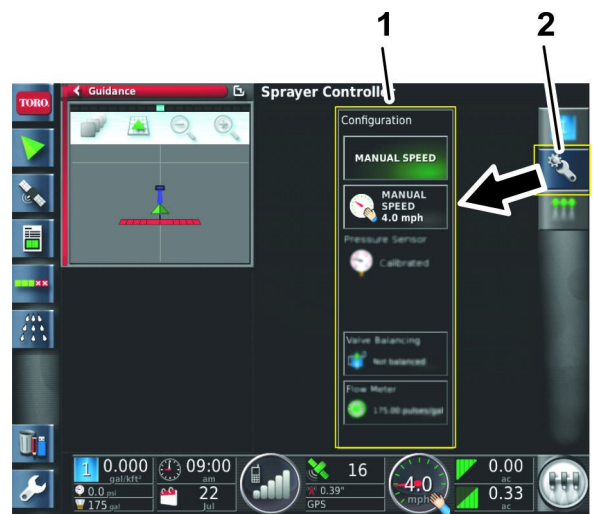 1 2
TORO
Guidance
Sprayer Controller
Configuration
MANUAL SPEED
MANUAL
SPEED
4.0 mph
Pressure Sensor
Calibrated
Valve Balancing
Not balanced
Flow Meter
175.00 pulses/gal
1 0.000
gal/kft²
0.0 psi
175 gal
09:00
am
22
Jul
16
0.39"
GPS
4.0
mph
0.00
ac
0.33
ac